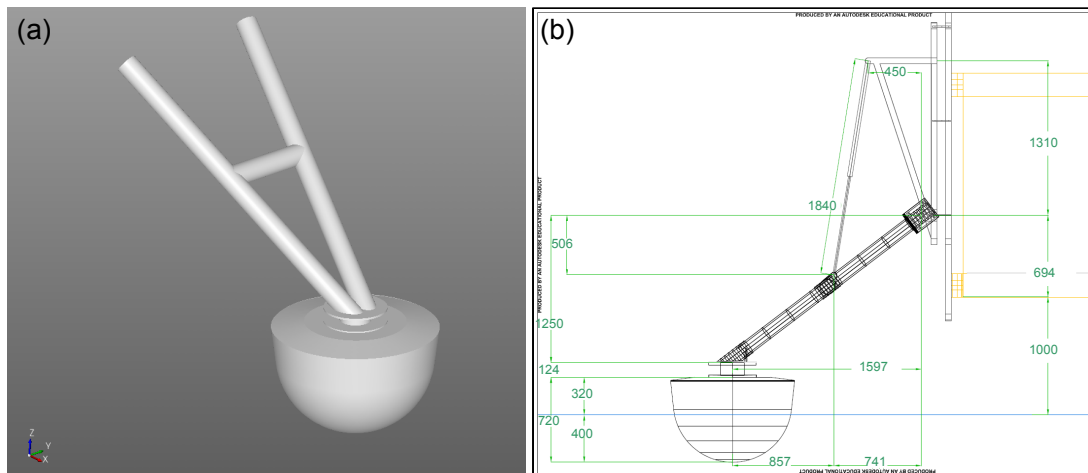 (a)
Z
Y
X
PRODUCED BY AN AUTODESK EDUCATIONAL PRODUCT
(b)
450
1310
1840
506
694
1250
1000
124
1597
320
720
400
857
741
PRODUCED BY AN AUTODESK EDUCATIONAL PRODUCT
PRODUCED BY AN AUTODESK EDUCATIONAL PRODUCT
PRODUCED BY AN AUTODESK EDUCATIONAL PRODUCT